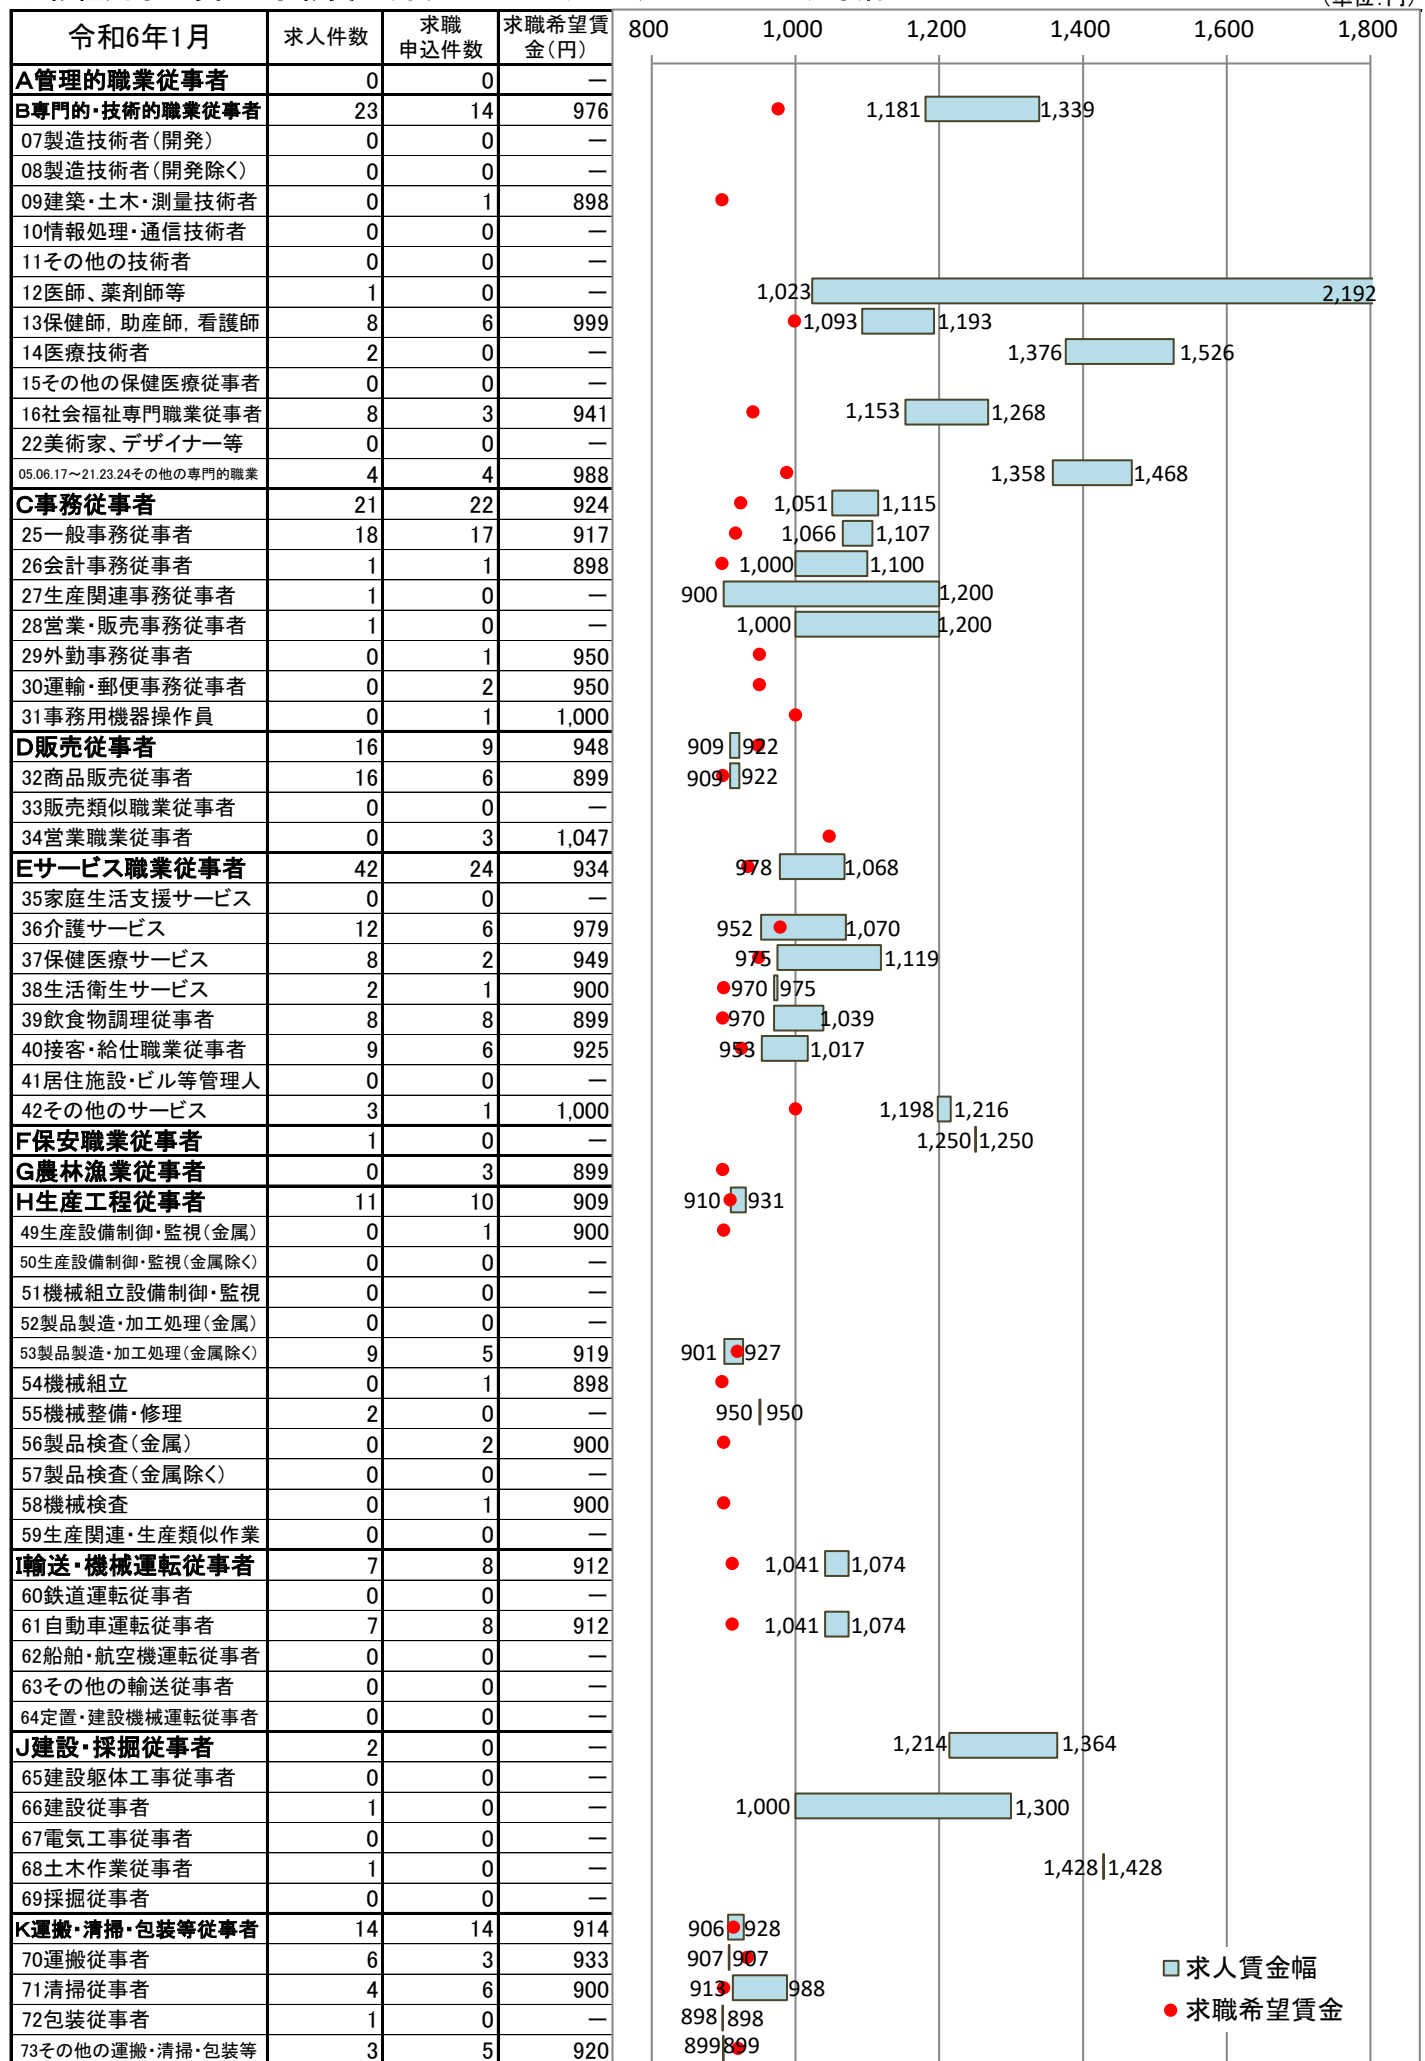 (単位:円)
令和6年1月 求人件数 求職申込件数 求職希望賃金(円) 800 1,000 1,200 1,400 1,600 1,800
A管理的職業従事者 0 0 ―
B専門的・技術的職業従事者 23 14 976 1,181 1,339
07製造技術者(開発) 0 0 ―
08製造技術者(開発除く) 0 0 ―
09建築・土木・測量技術者 0 1 898
10情報処理・通信技術者 0 0 ―
11その他の技術者 0 0 ―
12医師、薬剤師等 1 0 ― 1,023 2,192
13保健師, 助産師, 看護師 8 6 999 1,093 1,193
14医療技術者 2 0 ― 1,376 1,526
15その他の保健医療従事者 0 0 ―
16社会福祉専門職業従事者 8 3 941 1,153 1,268
22美術家、デザイナー等 0 0 ―
05.06.17～21.23.24その他の専門的職業 4 4 988 1,358 1,468
C事務従事者 21 22 924 1,051 1,115
25一般事務従事者 18 17 917 1,066 1,107
26会計事務従事者 1 1 898 1,000 1,100
27生産関連事務従事者 1 0 ― 900 1,200
28営業・販売事務従事者 1 0 ― 1,000 1,200
29外勤事務従事者 0 1 950
30運輸・郵便事務従事者 0 2 950
31事務用機器操作員 0 1 1,000
D販売従事者 16 9 948 909 922
32商品販売従事者 16 6 899 909 922
33販売類似職業従事者 0 0 ―
34営業職業従事者 0 3 1,047
Eサービス職業従事者 42 24 934 978 1,068
35家庭生活支援サービス 0 0 ―
36介護サービス 12 6 979 952 1,070
37保健医療サービス 8 2 949 975 1,119
38生活衛生サービス 2 1 900 970 975
39飲食物調理従事者 8 8 899 970 1,039
40接客・給仕職業従事者 9 6 925 953 1,017
41居住施設・ビル等管理人 0 0 ―
42その他のサービス 3 1 1,000 1,198 1,216
F保安職業従事者 1 0 ― 1,250 1,250
G農林漁業従事者 0 3 899
H生産工程従事者 11 10 909 910 931
49生産設備制御・監視(金属) 0 1 900
50生産設備制御・監視(金属除く) 0 0 ―
51機械組立設備制御・監視 0 0 ―
52製品製造・加工処理(金属) 0 0 ―
53製品製造・加工処理(金属除く) 9 5 919 901 927
54機械組立 0 1 898
55機械整備・修理 2 0 ― 950 950
56製品検査(金属) 0 2 900
57製品検査(金属除く) 0 0 ―
58機械検査 0 1 900
59生産関連・生産類似作業 0 0 ―
I輸送・機械運転従事者 7 8 912 1,041 1,074
60鉄道運転従事者 0 0 ―
61自動車運転従事者 7 8 912 1,041 1,074
62船舶・航空機運転従事者 0 0 ―
63その他の輸送従事者 0 0 ―
64定置・建設機械運転従事者 0 0 ―
J建設・採掘従事者 2 0 ― 1,214 1,364
65建設躯体工事従事者 0 0 ―
66建設従事者 1 0 ― 1,000 1,300
67電気工事従事者 0 0 ―
68土木作業従事者 1 0 ― 1,428 1,428
69採掘従事者 0 0 ―
K運搬・清掃・包装等従事者 14 14 914 906 928
70運搬従事者 6 3 933 907 907
71清掃従事者 4 6 900 913 988
72包装従事者 1 0 ― 898 898
73その他の運搬・清掃・包装等 3 5 920 899 899
求人賃金幅
求職希望賃金